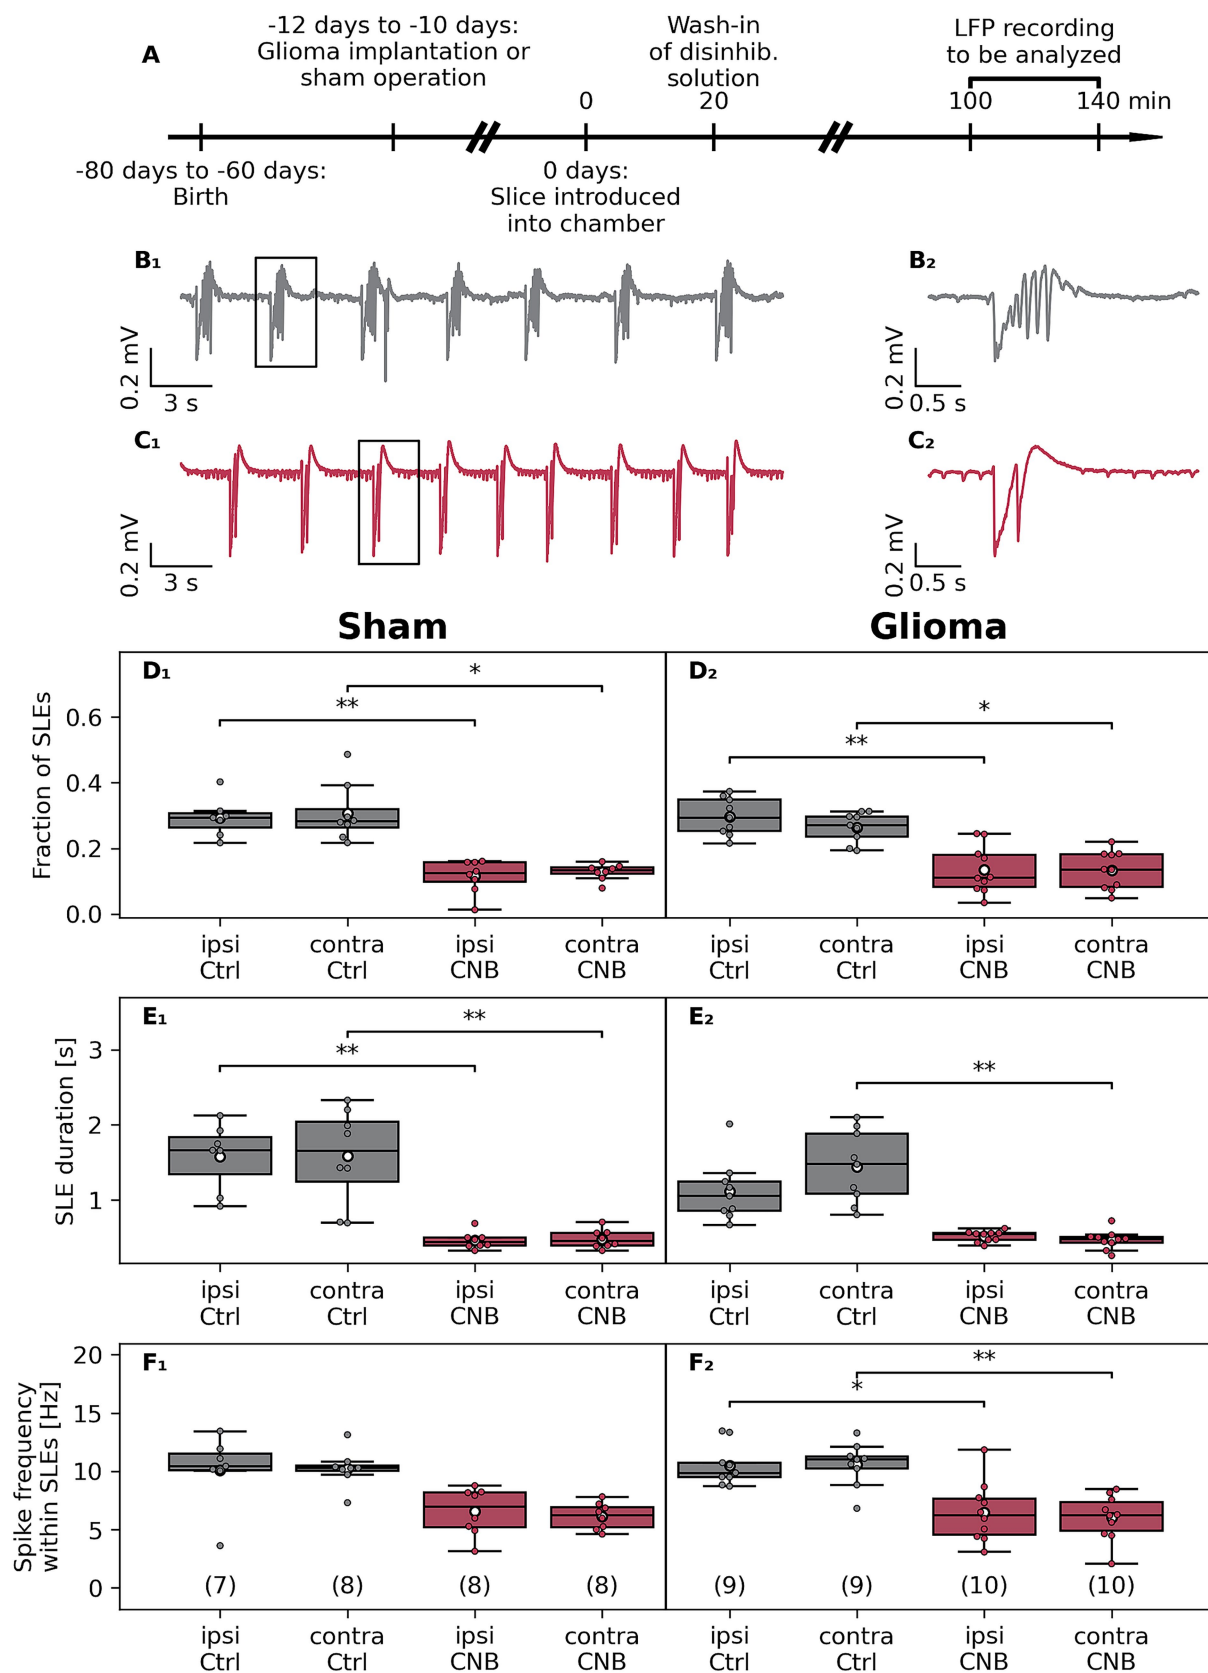 A
-12 days to -10 days:
Glioma implantation or
sham operation
Wash-in
of disinhib.
solution
LFP recording
to be analyzed
0
20
100
140 min
-80 days to -60 days:
Birth
0 days:
Slice introduced
into chamber
B₁
0.2 mV
3 s
B₂
0.2 mV
0.5 s
C₁
0.2 mV
3 s
C₂
0.2 mV
0.5 s
Sham
Glioma
Fraction of SLEs
0.6
0.4
0.2
0.0
D₁
*
**
D₂
*
**
ipsi
Ctrl
contra
Ctrl
ipsi
CNB
contra
CNB
ipsi
Ctrl
contra
Ctrl
ipsi
CNB
contra
CNB
SLE duration [s]
3
2
1
E₁
**
**
E₂
**
ipsi
Ctrl
contra
Ctrl
ipsi
CNB
contra
CNB
ipsi
Ctrl
contra
Ctrl
ipsi
CNB
contra
CNB
Spike frequency
within SLEs [Hz]
20
15
10
5
0
F₁
F₂
**
*
(7)
(8)
(8)
(8)
(9)
(9)
(10)
(10)
ipsi
Ctrl
contra
Ctrl
ipsi
CNB
contra
CNB
ipsi
Ctrl
contra
Ctrl
ipsi
CNB
contra
CNB